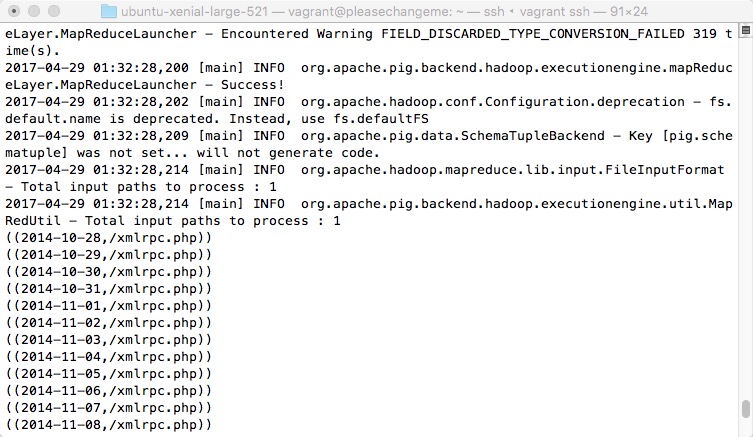 ubuntu-xenial-large-521 — vagrant@pleasechangeme: ~ — ssh ‹ vagrant ssh — 91×24
eLayer.MapReduceLauncher - Encountered Warning FIELD_DISCARDED_TYPE_CONVERSION_FAILED 319 t
ime(s).
2017-04-29 01:32:28,200 [main] INFO  org.apache.pig.backend.hadoop.executionengine.mapReduc
eLayer.MapReduceLauncher - Success!
2017-04-29 01:32:28,202 [main] INFO  org.apache.hadoop.conf.Configuration.deprecation - fs.
default.name is deprecated. Instead, use fs.defaultFS
2017-04-29 01:32:28,209 [main] INFO  org.apache.pig.data.SchemaTupleBackend - Key [pig.sche
matuple] was not set... will not generate code.
2017-04-29 01:32:28,214 [main] INFO  org.apache.hadoop.mapreduce.lib.input.FileInputFormat
- Total input paths to process : 1
2017-04-29 01:32:28,214 [main] INFO  org.apache.pig.backend.hadoop.executionengine.util.Map
RedUtil - Total input paths to process : 1
((2014-10-28,/xmlrpc.php))
((2014-10-29,/xmlrpc.php))
((2014-10-30,/xmlrpc.php))
((2014-10-31,/xmlrpc.php))
((2014-11-01,/xmlrpc.php))
((2014-11-02,/xmlrpc.php))
((2014-11-03,/xmlrpc.php))
((2014-11-04,/xmlrpc.php))
((2014-11-05,/xmlrpc.php))
((2014-11-06,/xmlrpc.php))
((2014-11-07,/xmlrpc.php))
((2014-11-08,/xmlrpc.php))